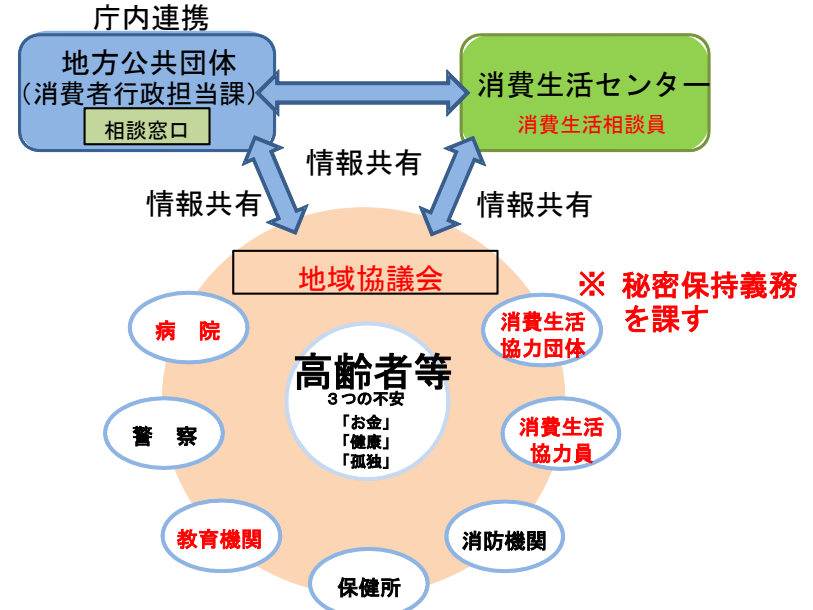 庁内連携
地方公共団体
(消費者行政担当課)
相談窓口
消費生活センター
消費生活相談員
情報共有
情報共有
情報共有
地域協議会
※ 秘密保持義務
を課す
病 院
消費生活
協力団体
高齢者等
３つの不安
「お金」
「健康」
「孤独」
警 察
消費生活
協力員
教育機関
消防機関
保健所